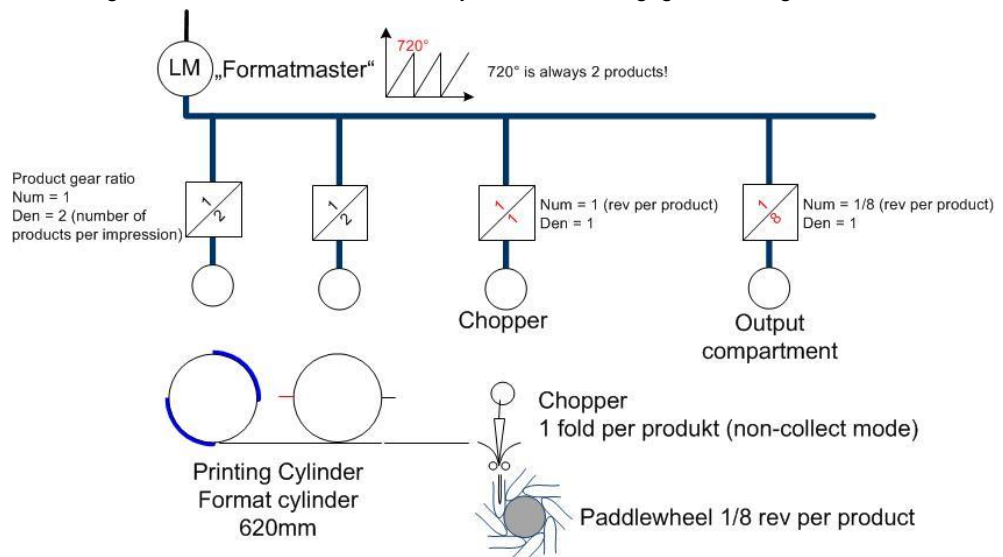 LM
„Formatmaster“
720°
720° is always 2 products!
Product gear ratio
Num = 1
Den = 2 (number of
products per impression)
1/2
1/2
1/1
Num = 1 (rev per product)
Den = 1
1/8
Num = 1/8 (rev per product)
Den = 1
Chopper
Output
compartment
Chopper
1 fold per produkt (non-collect mode)
Printing Cylinder
Format cylinder
620mm
Paddlewheel 1/8 rev per product